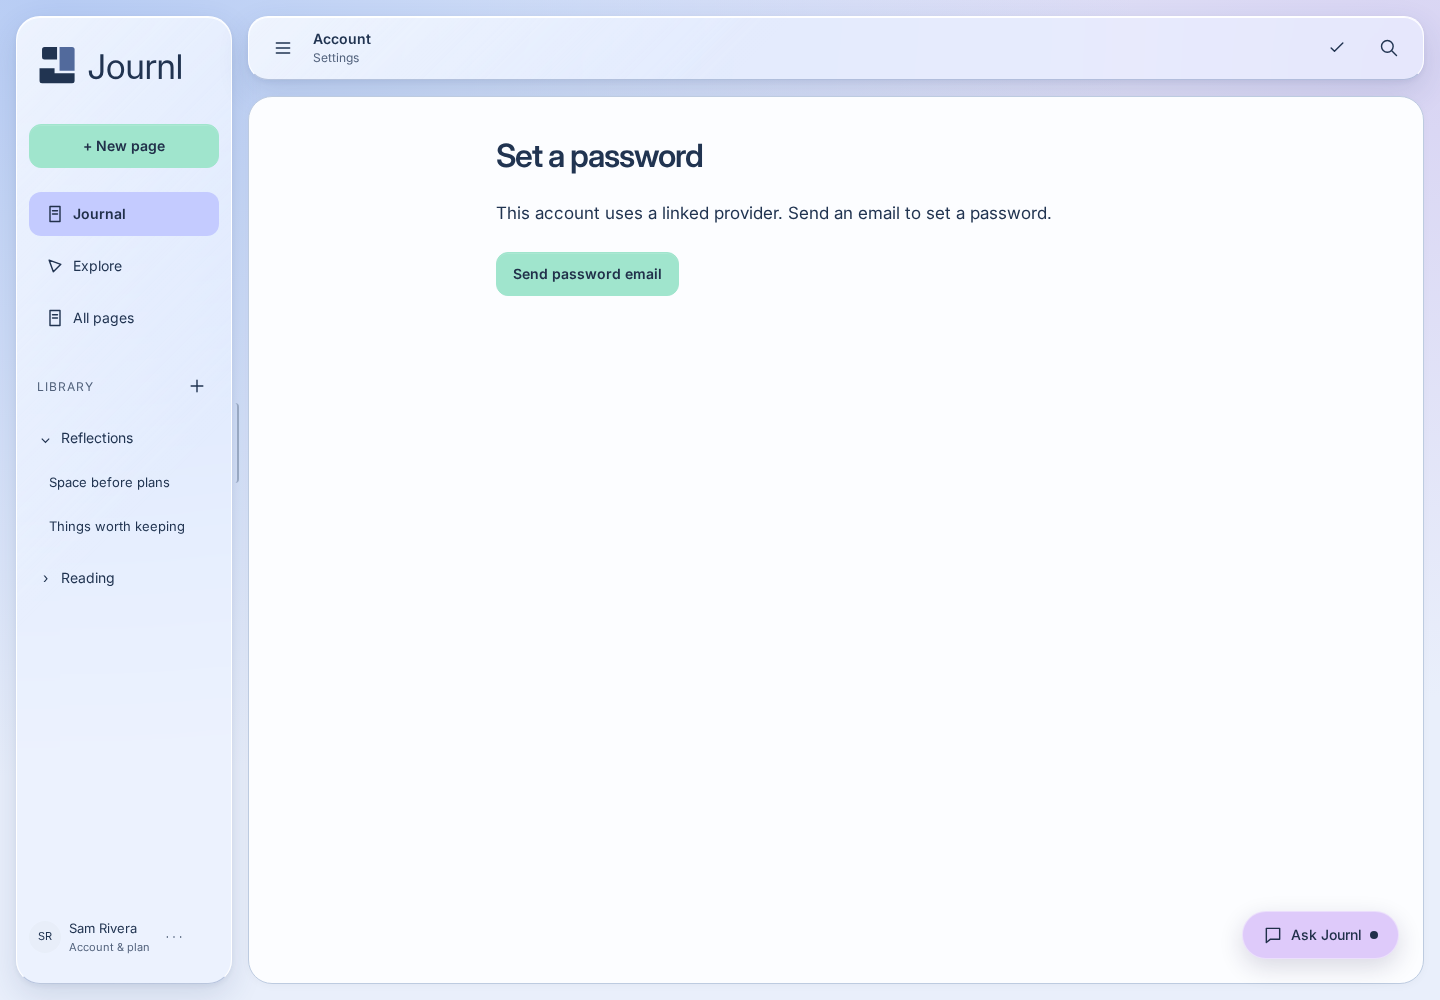 Journl
+ New page
Journal
Explore
All pages
LIBRARY
Reflections
Space before plans
Things worth keeping
Reading
SR
Sam Rivera
Account & plan
...
Account
Settings
Set a password
This account uses a linked provider. Send an email to set a password.
Send password email
Ask Journl